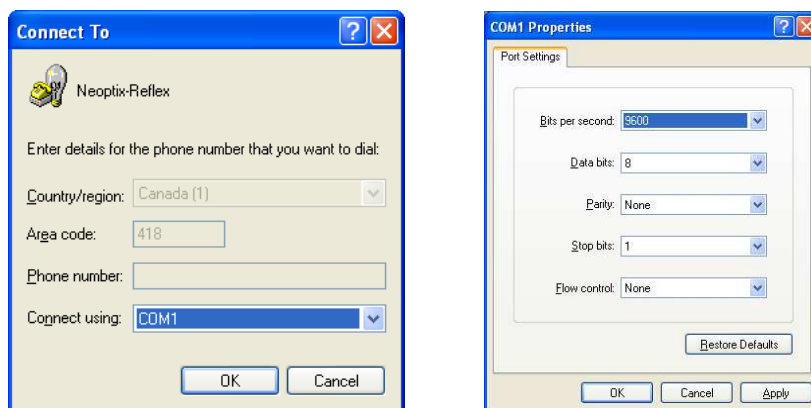 Connect To
Neoptix-Reflex
Enter details for the phone number that you want to dial:
Country/region: Canada (1)
Area code: 418
Phone number:
Connect using: COM1
OK Cancel
COM1 Properties
Port Settings
Bits per second: 9600
Data bits: 8
Parity: None
Stop bits: 1
Flow control: None
Restore Defaults
OK Cancel Apply